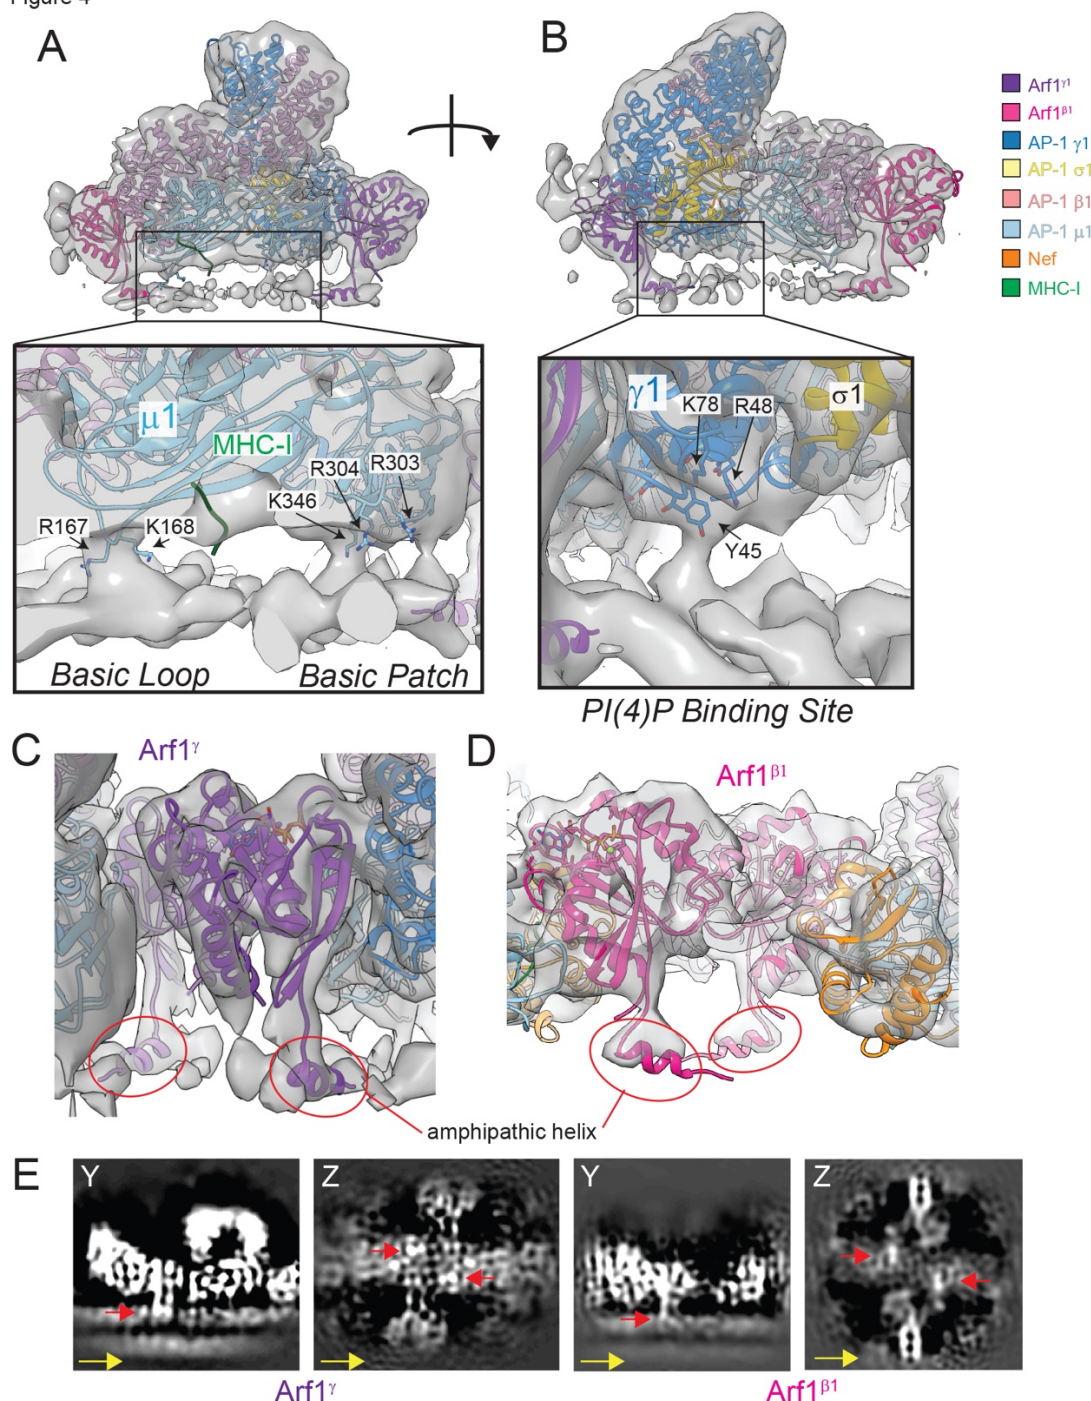 Figure 4
A
B
Arf1γ1
Arf1β1
AP-1 γ1
AP-1 σ1
AP-1 β1
AP-1 μ1
Nef
MHC-I
μ1
MHC-I
R304
R303
K346
R167
K168
Basic Loop
Basic Patch
γ1
K78
R48
σ1
Y45
PI(4)P Binding Site
C
Arf1γ
D
Arf1β1
amphipathic helix
E
Y
Z
Y
Z
Arf1γ
Arf1β1